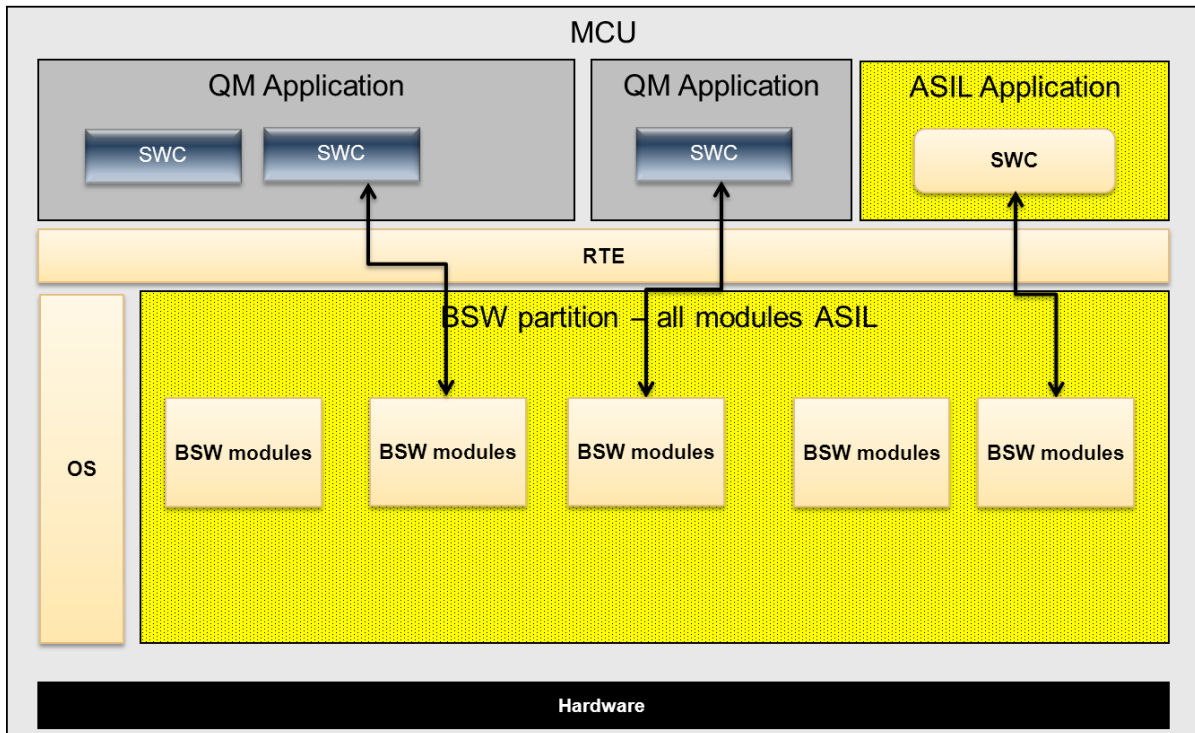 MCU
QM Application
QM Application
ASIL Application
SWC
SWC
SWC
SWC
RTE
BSW partition – all modules ASIL
OS
BSW modules
BSW modules
BSW modules
BSW modules
BSW modules
Hardware